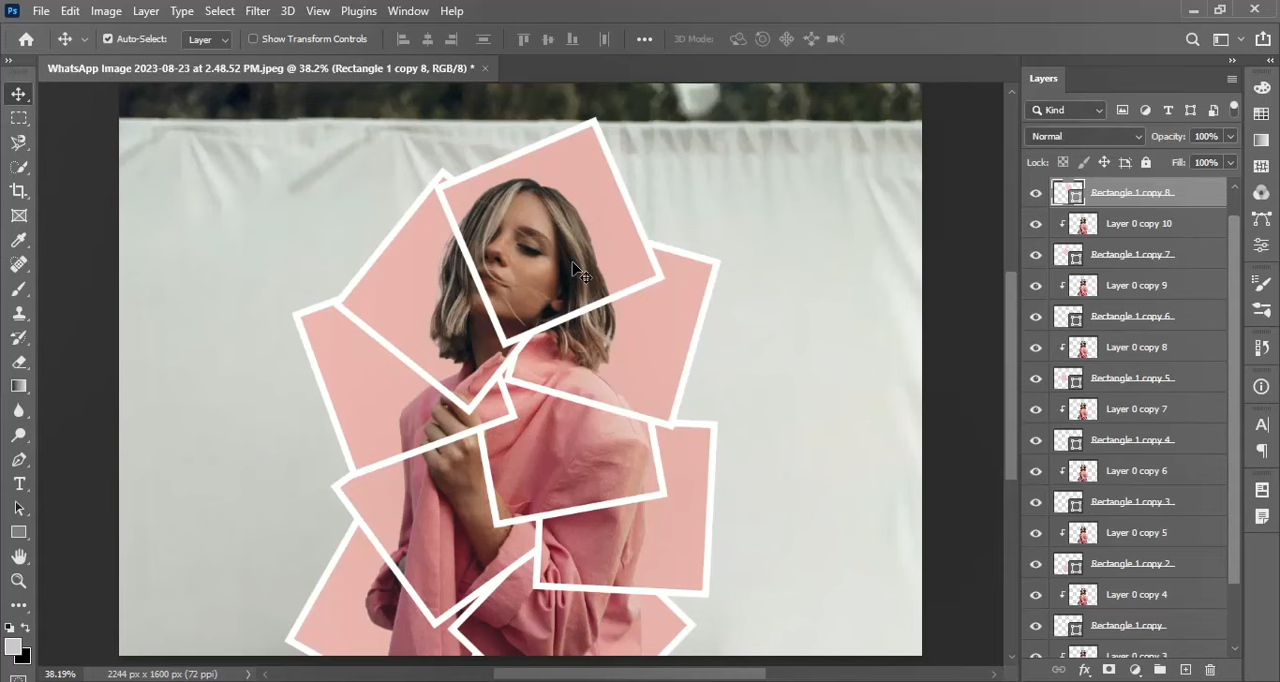 Ps File Edit Image Layer Type Select Filter 3D View Plugins Window Help
Auto-Select: Layer Show Transform Controls 3D Mode:
WhatsApp Image 2023-08-23 at 2.48.52 PM.jpeg @ 38.2% (Rectangle 1 copy 8, RGB/8) *
Layers
Kind
Normal Opacity: 100%
Lock: Fill: 100%
Rectangle 1 copy 8
Layer 0 copy 10
Rectangle 1 copy 7
Layer 0 copy 9
Rectangle 1 copy 6
Layer 0 copy 8
Rectangle 1 copy 5
Layer 0 copy 7
Rectangle 1 copy 4
Layer 0 copy 6
Rectangle 1 copy 3
Layer 0 copy 5
Rectangle 1 copy 2
Layer 0 copy 4
Rectangle 1 copy
Layer 0 copy 3
38.19% 2244 px x 1600 px (72 ppi)